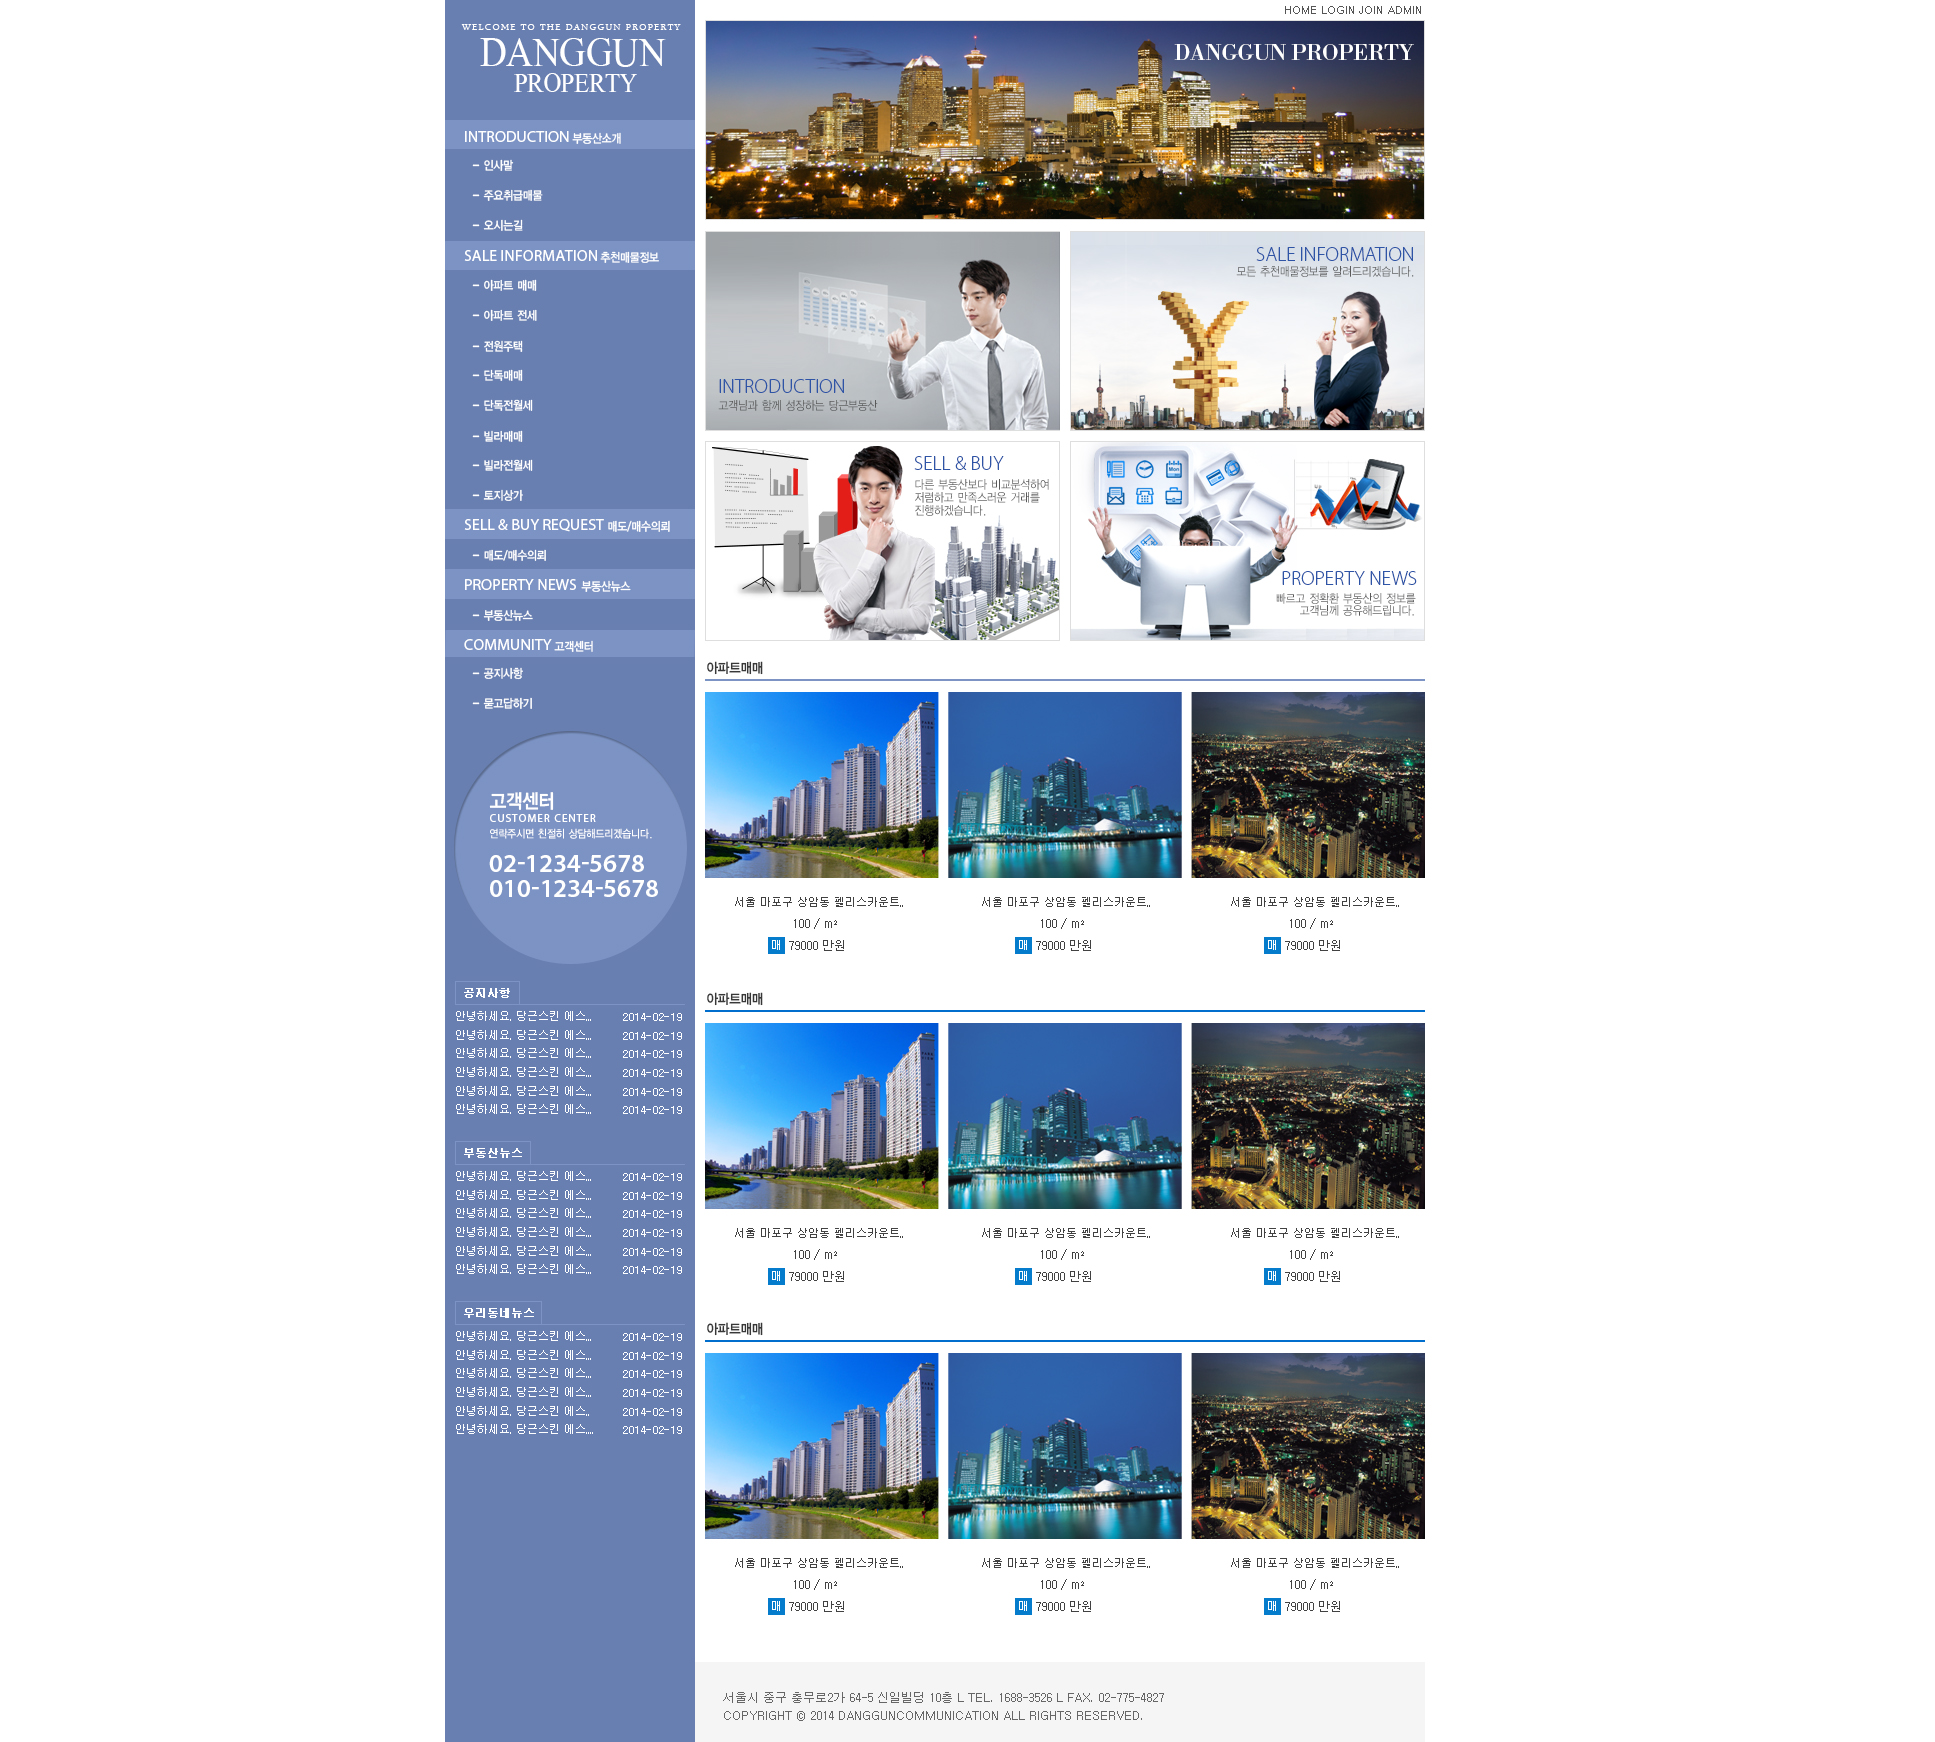 HOME LOGIN JOIN ADMIN
WELCOME TO THE DANGGUN PROPERTY
DANGGUN
PROPERTY
INTRODUCTION 부동산소개
- 인사말
- 주요취급매물
- 오시는길
SALE INFORMATION 추천매물정보
- 아파트 매매
- 아파트 전세
- 전원주택
- 단독매매
- 단독전월세
- 빌라매매
- 빌라전월세
- 토지상가
SELL & BUY REQUEST 매도/매수의뢰
- 매도/매수의뢰
PROPERTY NEWS 부동산뉴스
- 부동산뉴스
COMMUNITY 고객센터
- 공지사항
- 묻고답하기
고객센터
CUSTOMER CENTER
연락주시면 친절히 상담해드리겠습니다.
02-1234-5678
010-1234-5678
공지사항
안녕하세요. 당근스킨 에스... 2014-02-19
안녕하세요. 당근스킨 에스... 2014-02-19
안녕하세요. 당근스킨 에스... 2014-02-19
안녕하세요. 당근스킨 에스... 2014-02-19
안녕하세요. 당근스킨 에스... 2014-02-19
안녕하세요. 당근스킨 에스... 2014-02-19
부동산뉴스
안녕하세요. 당근스킨 에스... 2014-02-19
안녕하세요. 당근스킨 에스... 2014-02-19
안녕하세요. 당근스킨 에스... 2014-02-19
안녕하세요. 당근스킨 에스... 2014-02-19
안녕하세요. 당근스킨 에스... 2014-02-19
안녕하세요. 당근스킨 에스... 2014-02-19
우리동네뉴스
안녕하세요. 당근스킨 에스... 2014-02-19
안녕하세요. 당근스킨 에스... 2014-02-19
안녕하세요. 당근스킨 에스... 2014-02-19
안녕하세요. 당근스킨 에스... 2014-02-19
안녕하세요. 당근스킨 에스.. 2014-02-19
안녕하세요. 당근스킨 에스.... 2014-02-19
DANGGUN PROPERTY
INTRODUCTION
고객님과 함께 성장하는 당근부동산
SALE INFORMATION
모든 추천매물정보를 알려드리겠습니다.
SELL & BUY
다른 부동산보다 비교분석하여
저렴하고 만족스러운 거래를
진행하겠습니다.
PROPERTY NEWS
빠르고 정확환 부동산의 정보를
고객님께 공유해드립니다.
아파트매매
서울 마포구 상암동 펠리스카운트.. 서울 마포구 상암동 펠리스카운트.. 서울 마포구 상암동 펠리스카운트..
100 / m² 100 / m² 100 / m²
매 79000 만원 매 79000 만원 매 79000 만원
아파트매매
서울 마포구 상암동 펠리스카운트.. 서울 마포구 상암동 펠리스카운트.. 서울 마포구 상암동 펠리스카운트..
100 / m² 100 / m² 100 / m²
매 79000 만원 매 79000 만원 매 79000 만원
아파트매매
서울 마포구 상암동 펠리스카운트.. 서울 마포구 상암동 펠리스카운트.. 서울 마포구 상암동 펠리스카운트..
100 / m² 100 / m² 100 / m²
매 79000 만원 매 79000 만원 매 79000 만원
서울시 중구 충무로2가 64-5 신일빌딩 10층 L TEL. 1688-3526 L FAX. 02-775-4827
COPYRIGHT @ 2014 DANGGUNCOMMUNICATION ALL RIGHTS RESERVED.